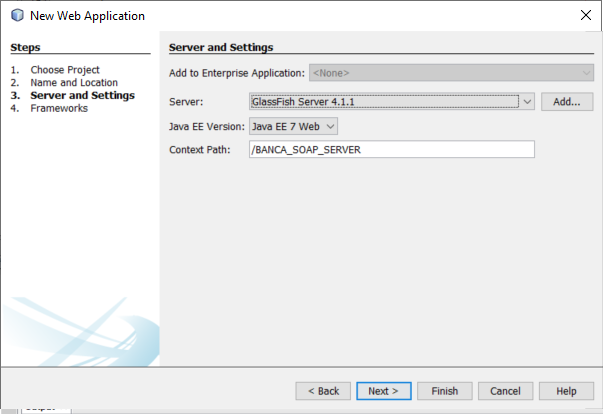 New Web Application
Steps
1. Choose Project
2. Name and Location
3. Server and Settings
4. Frameworks
Server and Settings
Add to Enterprise Application: <None>
Server: GlassFish Server 4.1.1 Add...
Java EE Version: Java EE 7 Web
Context Path: /BANCA_SOAP_SERVER
< Back Next > Finish Cancel Help